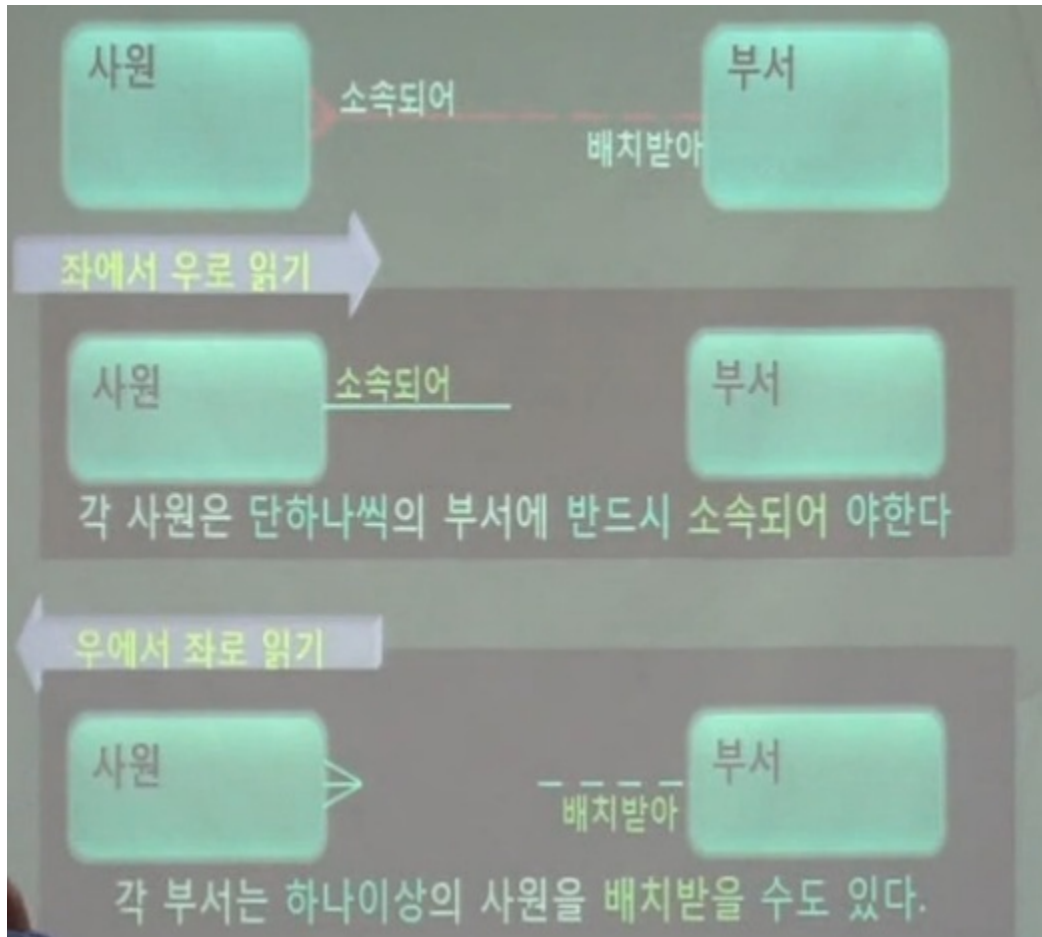 사원
부서
소속되어
배치받아
좌에서 우로 읽기
사원
소속되어
부서
각 사원은 단하나씩의 부서에 반드시 소속되어 야한다
우에서 좌로 읽기
사원
부서
배치받아
각 부서는 하나이상의 사원을 배치받을 수도 있다.